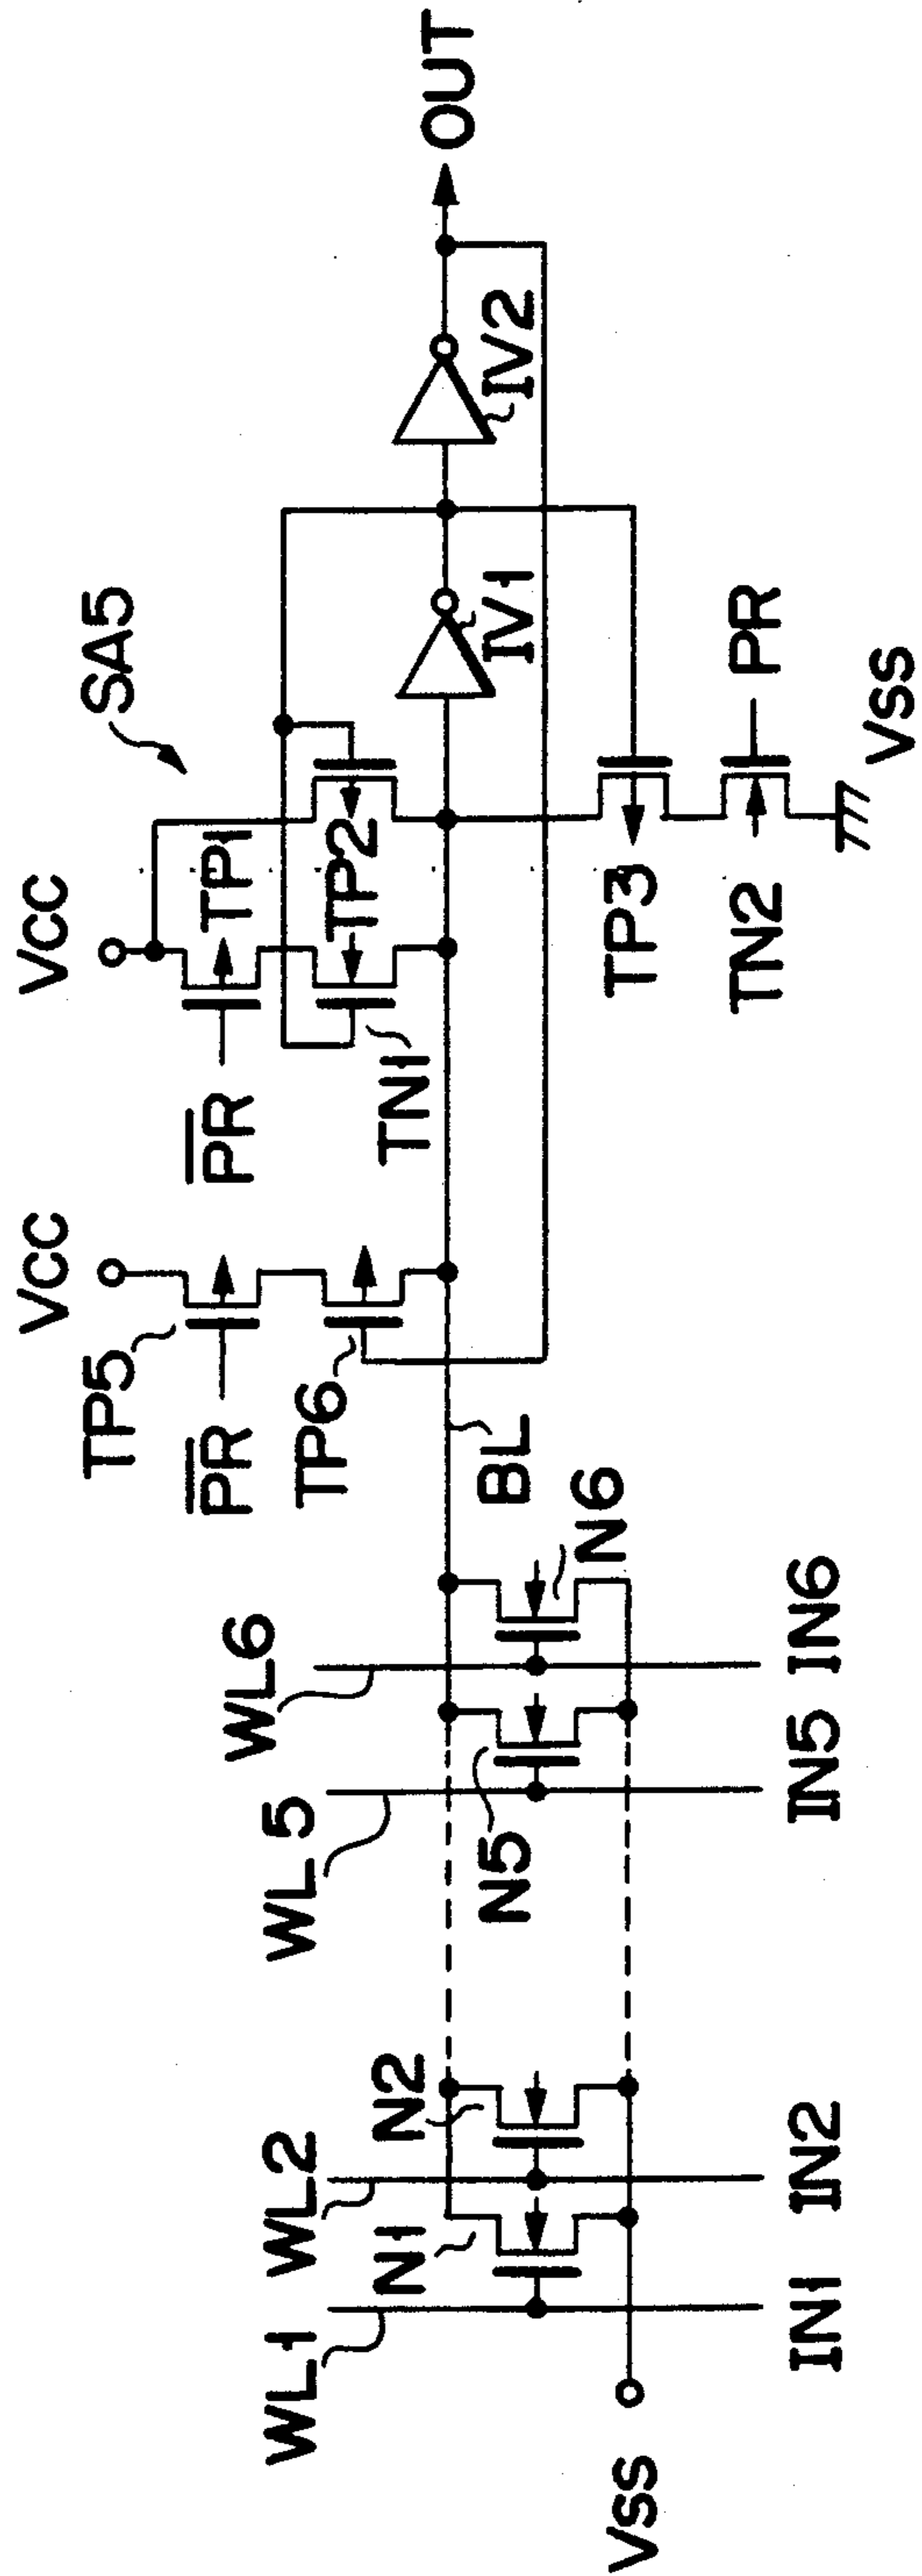 SA5
VCC
VCC
TP5
PR
TP6
PR
TP1
TN1
TP2
IV1
IV2
OUT
WL1
WL2
WL5
WL6
N1
N2
N5
N6
BL
TP3
TN2
PR
VSS
VSS
IN1
IN2
IN5
IN6